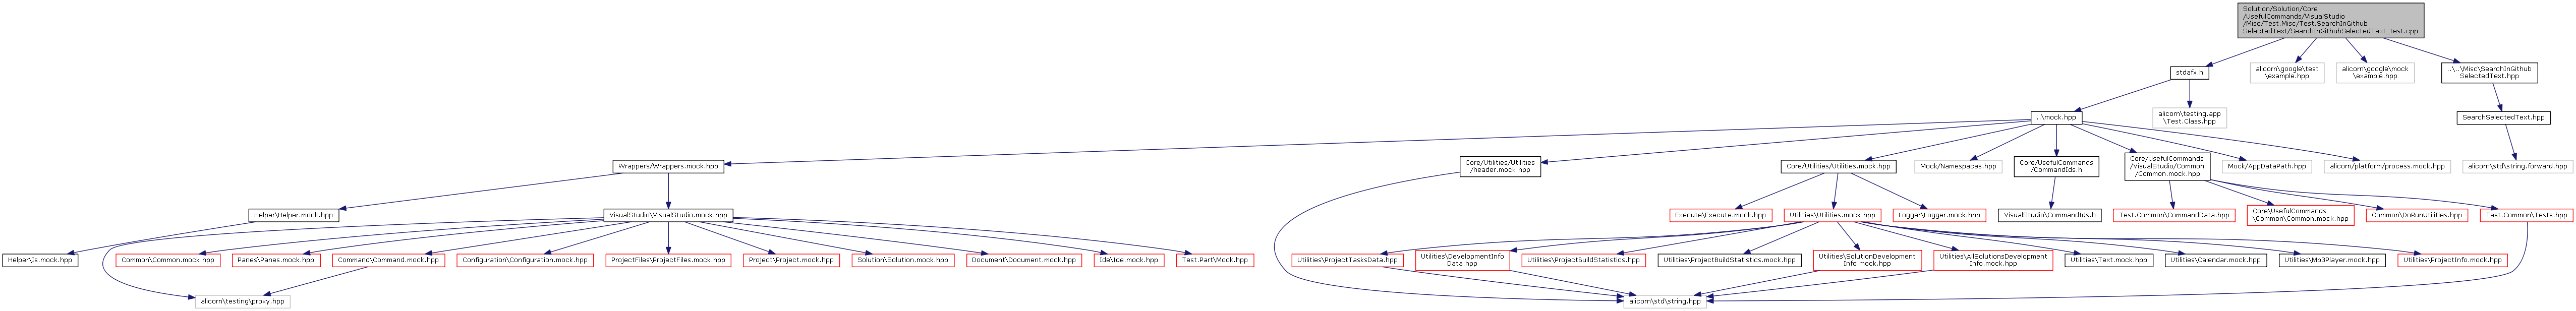 Solution/Solution/Core
/UsefulCommands/VisualStudio
/Misc/Test.Misc/Test.SearchInGithub
SelectedText/SearchInGithubSelectedText_test.cpp
stdafx.h
alicorn\google\test
\example.hpp
alicorn\google\mock
\example.hpp
..\..\Misc\SearchInGithub
SelectedText.hpp
..\mock.hpp
alicorn\testing.app
\Test.Class.hpp
SearchSelectedText.hpp
Wrappers/Wrappers.mock.hpp
Core/Utilities/Utilities
/header.mock.hpp
Core/Utilities/Utilities.mock.hpp
Mock/Namespaces.hpp
Core/UsefulCommands
/CommandIds.h
Core/UsefulCommands
/VisualStudio/Common
/Common.mock.hpp
Mock/AppDataPath.hpp
alicorn/platform/process.mock.hpp
alicorn\std\string.forward.hpp
Helper\Helper.mock.hpp
VisualStudio\VisualStudio.mock.hpp
Execute\Execute.mock.hpp
Utilities\Utilities.mock.hpp
Logger\Logger.mock.hpp
VisualStudio\CommandIds.h
Test.Common\CommandData.hpp
Core\UsefulCommands
\Common\Common.mock.hpp
Common\DoRunUtilities.hpp
Test.Common\Tests.hpp
Helper\Is.mock.hpp
Common\Common.mock.hpp
Panes\Panes.mock.hpp
Command\Command.mock.hpp
Configuration\Configuration.mock.hpp
ProjectFiles\ProjectFiles.mock.hpp
Project\Project.mock.hpp
Solution\Solution.mock.hpp
Document\Document.mock.hpp
Ide\Ide.mock.hpp
Test.Part\Mock.hpp
Utilities\ProjectTasksData.hpp
Utilities\DevelopmentInfo
Data.hpp
Utilities\ProjectBuildStatistics.hpp
Utilities\ProjectBuildStatistics.mock.hpp
Utilities\SolutionDevelopment
Info.mock.hpp
Utilities\AllSolutionsDevelopment
Info.mock.hpp
Utilities\Text.mock.hpp
Utilities\Calendar.mock.hpp
Utilities\Mp3Player.mock.hpp
Utilities\ProjectInfo.mock.hpp
alicorn\testing\proxy.hpp
alicorn\std\string.hpp